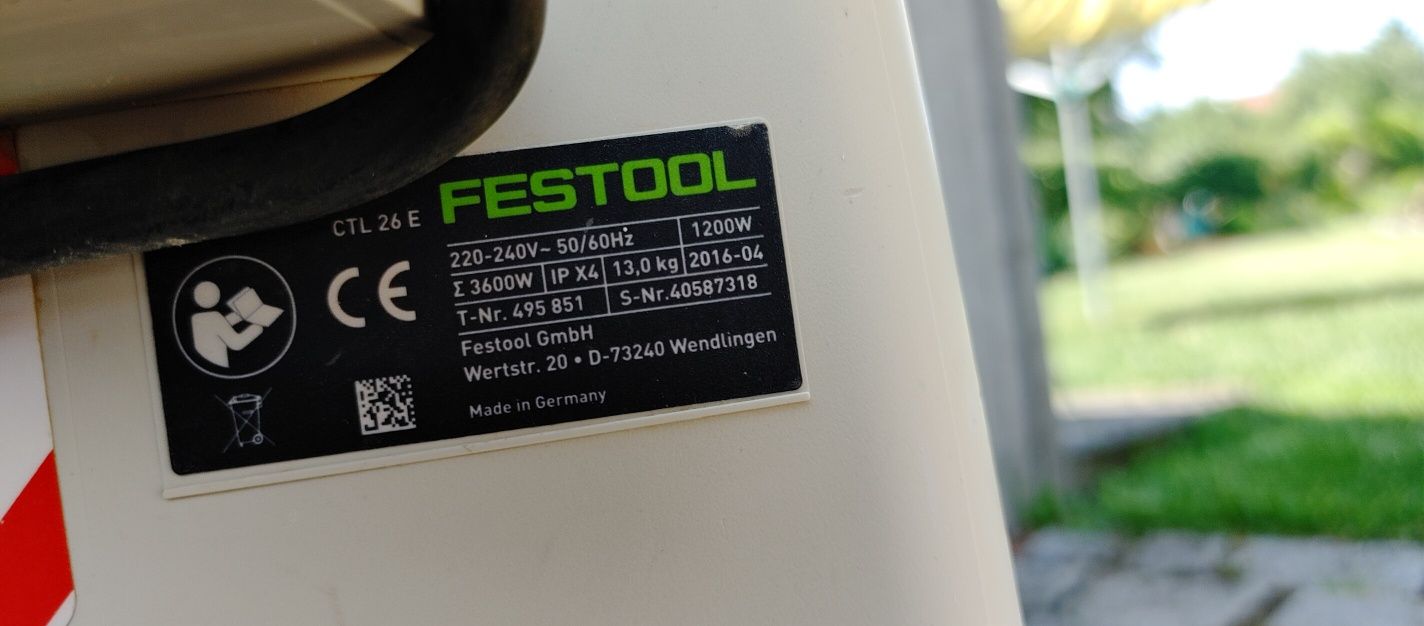 FESTOOL
CTL 26 E
220-240V~ 50/60Hz 1200W
Σ 3600W IP X4 13,0 kg 2016-04
T-Nr. 495 851 S-Nr.40587318
Festool GmbH
Wertstr. 20 • D-73240 Wendlingen
Made in Germany
CE